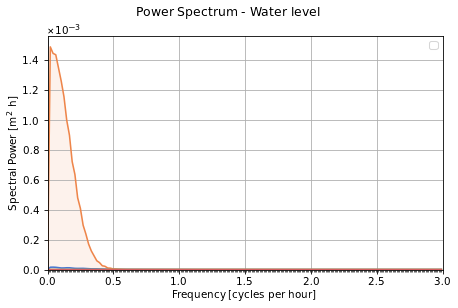 Power Spectrum - Water level
×10⁻³
1.4
1.2
1.0
0.8
0.6
0.4
0.2
0.0
Spectral Power [m² h]
0.0 0.5 1.0 1.5 2.0 2.5 3.0
Frequency [cycles per hour]